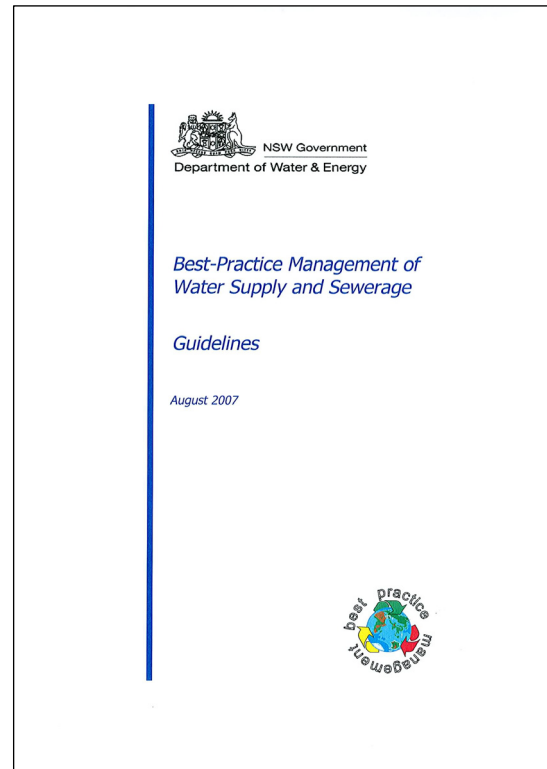 NSW Government
Department of Water & Energy
Best-Practice Management of
Water Supply and Sewerage
Guidelines
August 2007
best practice management